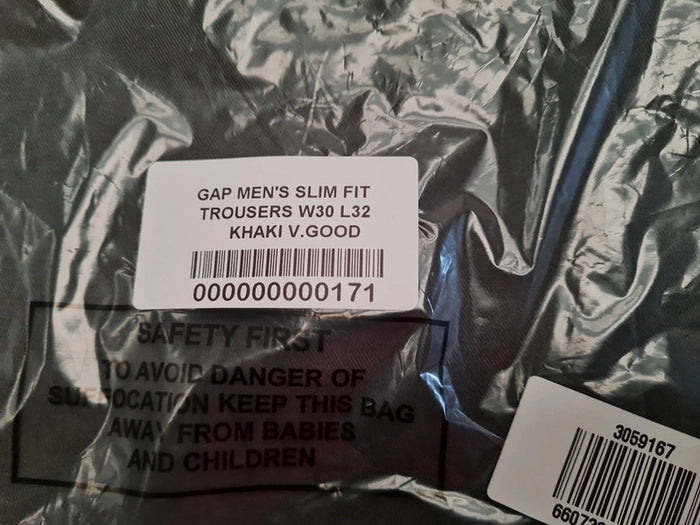 GAP MEN'S SLIM FIT
TROUSERS W30 L32
KHAKI V.GOOD
000000000171
SAFETY FIRST
TO AVOID DANGER OF
SUFFOCATION KEEP THIS BAG
AWAY FROM BABIES
AND CHILDREN
3059167